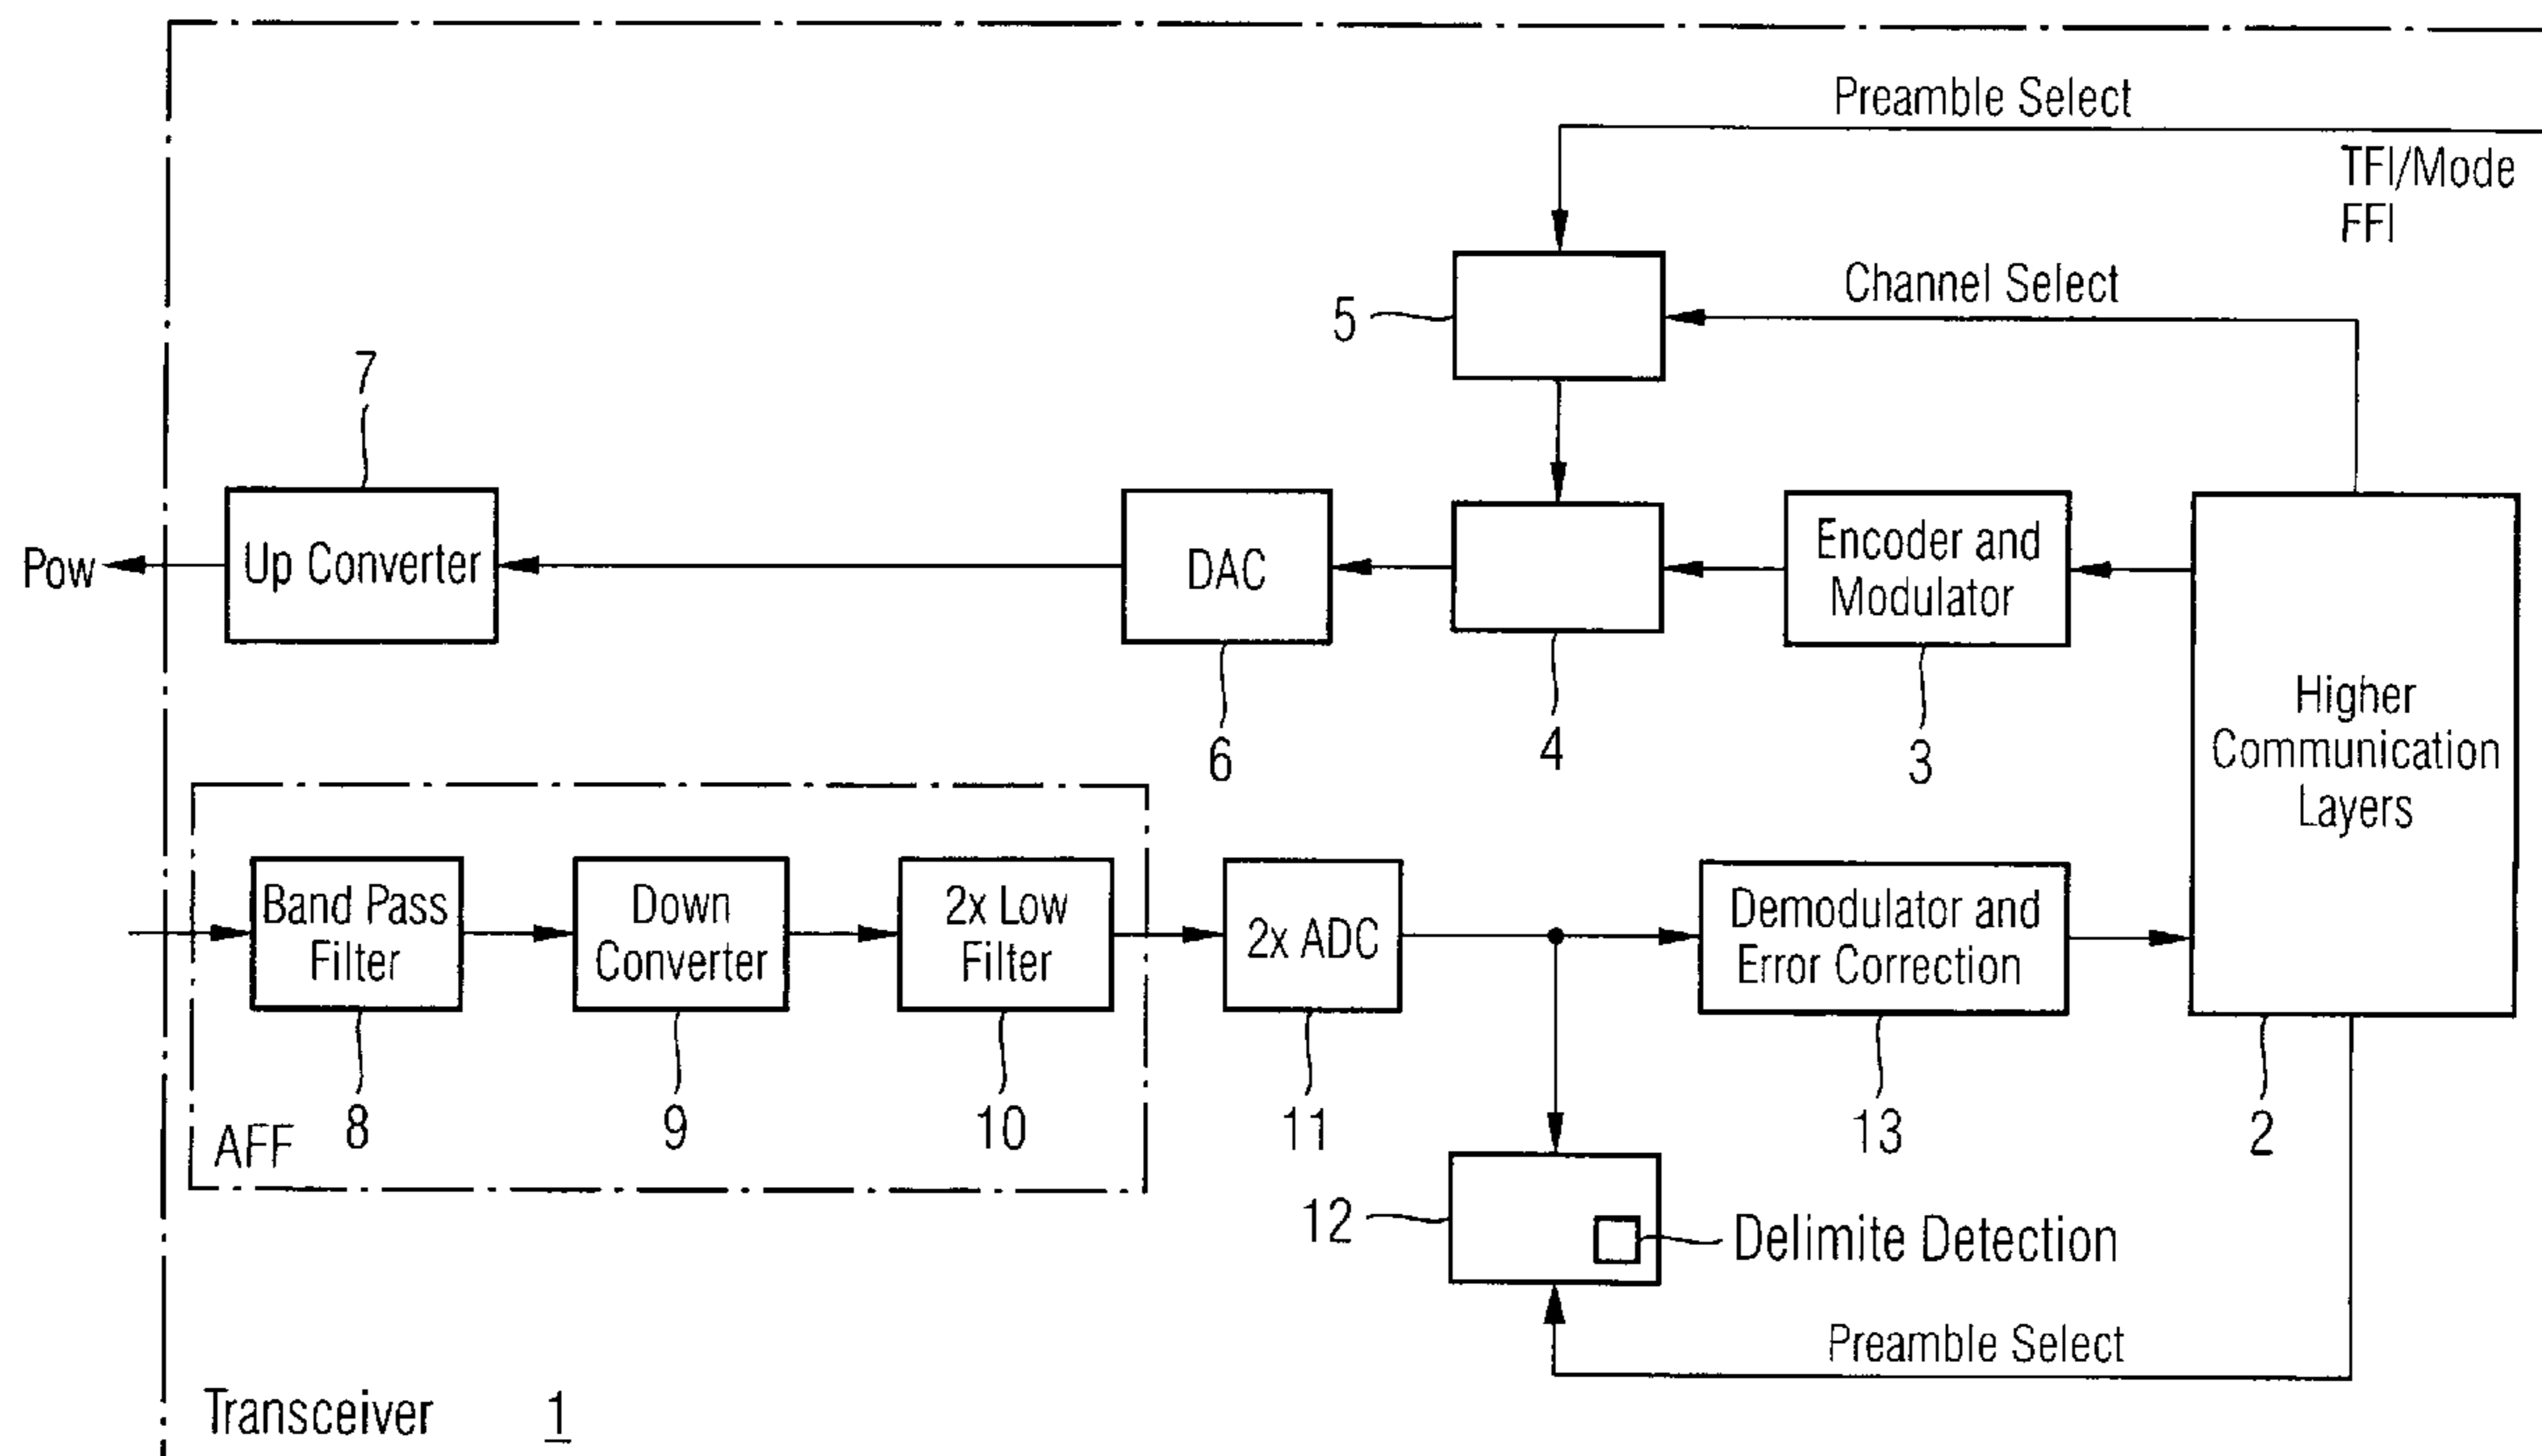 Preamble Select
TFI/Mode
FFI
Channel Select
5
7
Pow
Up Converter
DAC
Encoder and
Modulator
6
4
3
Higher
Communication
Layers
Band Pass
Filter
Down
Converter
2x Low
Filter
2x ADC
Demodulator and
Error Correction
8
9
10
11
13
2
AFF
12
Delimite Detection
Preamble Select
Transceiver 1